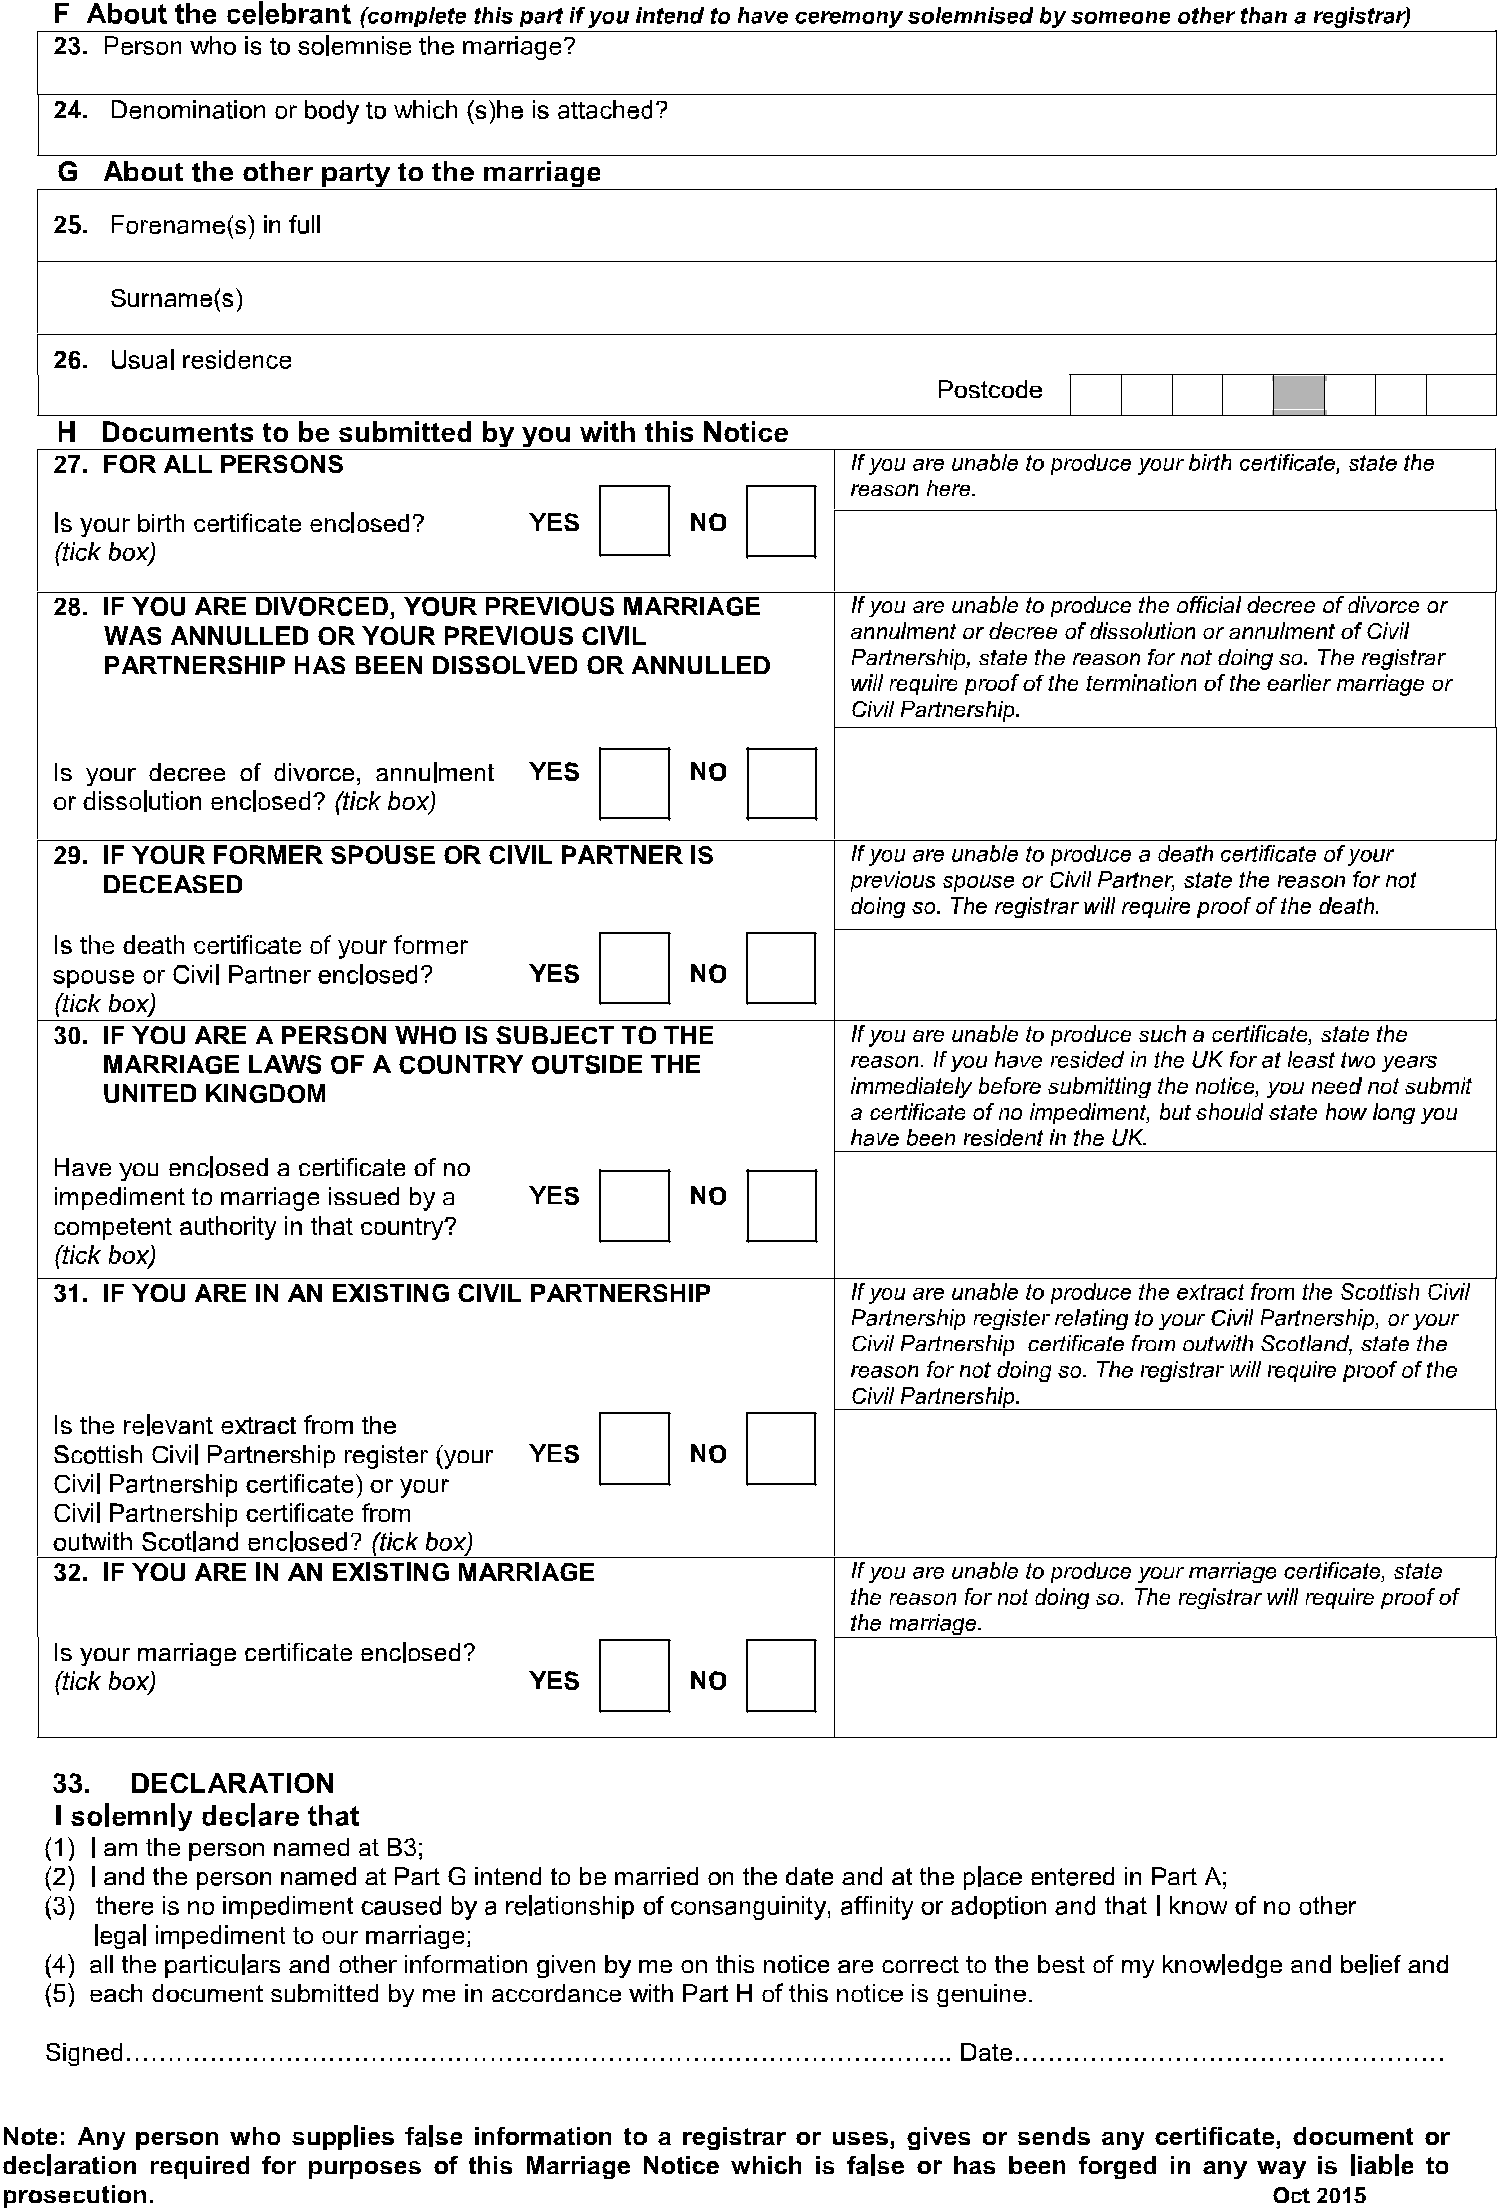 F About the celebrant (complete this part if you intend to have ceremony solemnised by someone other than a registrar)
23. Person who is to solemnise the marriage?
24. Denomination or body to which (s)he is attached?
G About the other party to the marriage
25. Forename(s) in full
Surname(s)
26. Usual residence
Postcode
H Documents to be submitted by you with this Notice
27. FOR ALL PERSONS
Is your birth certificate enclosed? YES NO
(tick box)
If you are unable to produce your birth certificate, state the
reason here.
28. IF YOU ARE DIVORCED, YOUR PREVIOUS MARRIAGE
WAS ANNULLED OR YOUR PREVIOUS CIVIL
PARTNERSHIP HAS BEEN DISSOLVED OR ANNULLED
Is your decree of divorce, annulment YES NO
or dissolution enclosed? (tick box)
If you are unable to produce the official decree of divorce or
annulment or decree of dissolution or annulment of Civil
Partnership, state the reason for not doing so. The registrar
will require proof of the termination of the earlier marriage or
Civil Partnership.
29. IF YOUR FORMER SPOUSE OR CIVIL PARTNER IS
DECEASED
Is the death certificate of your former
spouse or Civil Partner enclosed? YES NO
(tick box)
If you are unable to produce a death certificate of your
previous spouse or Civil Partner, state the reason for not
doing so. The registrar will require proof of the death.
30. IF YOU ARE A PERSON WHO IS SUBJECT TO THE
MARRIAGE LAWS OF A COUNTRY OUTSIDE THE
UNITED KINGDOM
Have you enclosed a certificate of no
impediment to marriage issued by a YES NO
competent authority in that country?
(tick box)
If you are unable to produce such a certificate, state the
reason. If you have resided in the UK for at least two years
immediately before submitting the notice, you need not submit
a certificate of no impediment, but should state how long you
have been resident in the UK.
31. IF YOU ARE IN AN EXISTING CIVIL PARTNERSHIP
Is the relevant extract from the
Scottish Civil Partnership register (your YES NO
Civil Partnership certificate) or your
Civil Partnership certificate from
outwith Scotland enclosed? (tick box)
If you are unable to produce the extract from the Scottish Civil
Partnership register relating to your Civil Partnership, or your
Civil Partnership certificate from outwith Scotland, state the
reason for not doing so. The registrar will require proof of the
Civil Partnership.
32. IF YOU ARE IN AN EXISTING MARRIAGE
Is your marriage certificate enclosed?
(tick box) YES NO
If you are unable to produce your marriage certificate, state
the reason for not doing so. The registrar will require proof of
the marriage.
33. DECLARATION
I solemnly declare that
(1) I am the person named at B3;
(2) I and the person named at Part G intend to be married on the date and at the place entered in Part A;
(3) there is no impediment caused by a relationship of consanguinity, affinity or adoption and that I know of no other
legal impediment to our marriage;
(4) all the particulars and other information given by me on this notice are correct to the best of my knowledge and belief and
(5) each document submitted by me in accordance with Part H of this notice is genuine.
Signed…………………………………………………………………………………….. Date……………………………………………
Note: Any person who supplies false information to a registrar or uses, gives or sends any certificate, document or
declaration required for purposes of this Marriage Notice which is false or has been forged in any way is liable to
prosecution. Oct 2015